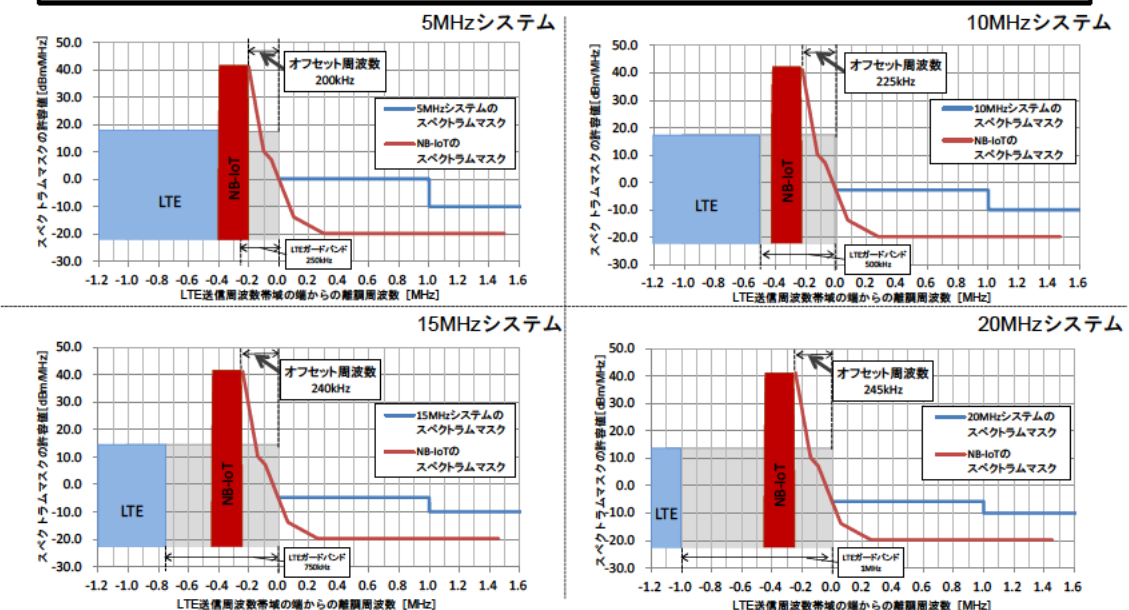 5MHzシステム
スペクトラムマスクの許容値[dBm/MHz]
50.0
40.0
30.0
20.0
10.0
0.0
-10.0
-20.0
-30.0
オフセット周波数
200kHz
5MHzシステムの
スペクトラムマスク
NB-IoTの
スペクトラムマスク
LTE
NB-IoT
LTEガードバンド
250kHz
-1.2 -1.0 -0.8 -0.6 -0.4 -0.2 0.0 0.2 0.4 0.6 0.8 1.0 1.2 1.4 1.6
LTE送信周波数帯域の端からの離調周波数 [MHz]
10MHzシステム
スペクトラムマスクの許容値[dBm/MHz]
50.0
40.0
30.0
20.0
10.0
0.0
-10.0
-20.0
-30.0
オフセット周波数
225kHz
10MHzシステムの
スペクトラムマスク
NB-IoTの
スペクトラムマスク
LTE
NB-IoT
LTEガードバンド
500kHz
-1.2 -1.0 -0.8 -0.6 -0.4 -0.2 0.0 0.2 0.4 0.6 0.8 1.0 1.2 1.4 1.6
LTE送信周波数帯域の端からの離調周波数 [MHz]
15MHzシステム
スペクトラムマスクの許容値[dBm/MHz]
50.0
40.0
30.0
20.0
10.0
0.0
-10.0
-20.0
-30.0
オフセット周波数
240kHz
15MHzシステムの
スペクトラムマスク
NB-IoTの
スペクトラムマスク
LTE
NB-IoT
LTEガードバンド
750kHz
-1.2 -1.0 -0.8 -0.6 -0.4 -0.2 0.0 0.2 0.4 0.6 0.8 1.0 1.2 1.4 1.6
LTE送信周波数帯域の端からの離調周波数 [MHz]
20MHzシステム
スペクトラムマスクの許容値[dBm/MHz]
50.0
40.0
30.0
20.0
10.0
0.0
-10.0
-20.0
-30.0
オフセット周波数
245kHz
20MHzシステムの
スペクトラムマスク
NB-IoTの
スペクトラムマスク
LTE
NB-IoT
LTEガードバンド
1MHz
-1.2 -1.0 -0.8 -0.6 -0.4 -0.2 0.0 0.2 0.4 0.6 0.8 1.0 1.2 1.4 1.6
LTE送信周波数帯域の端からの離調周波数 [MHz]